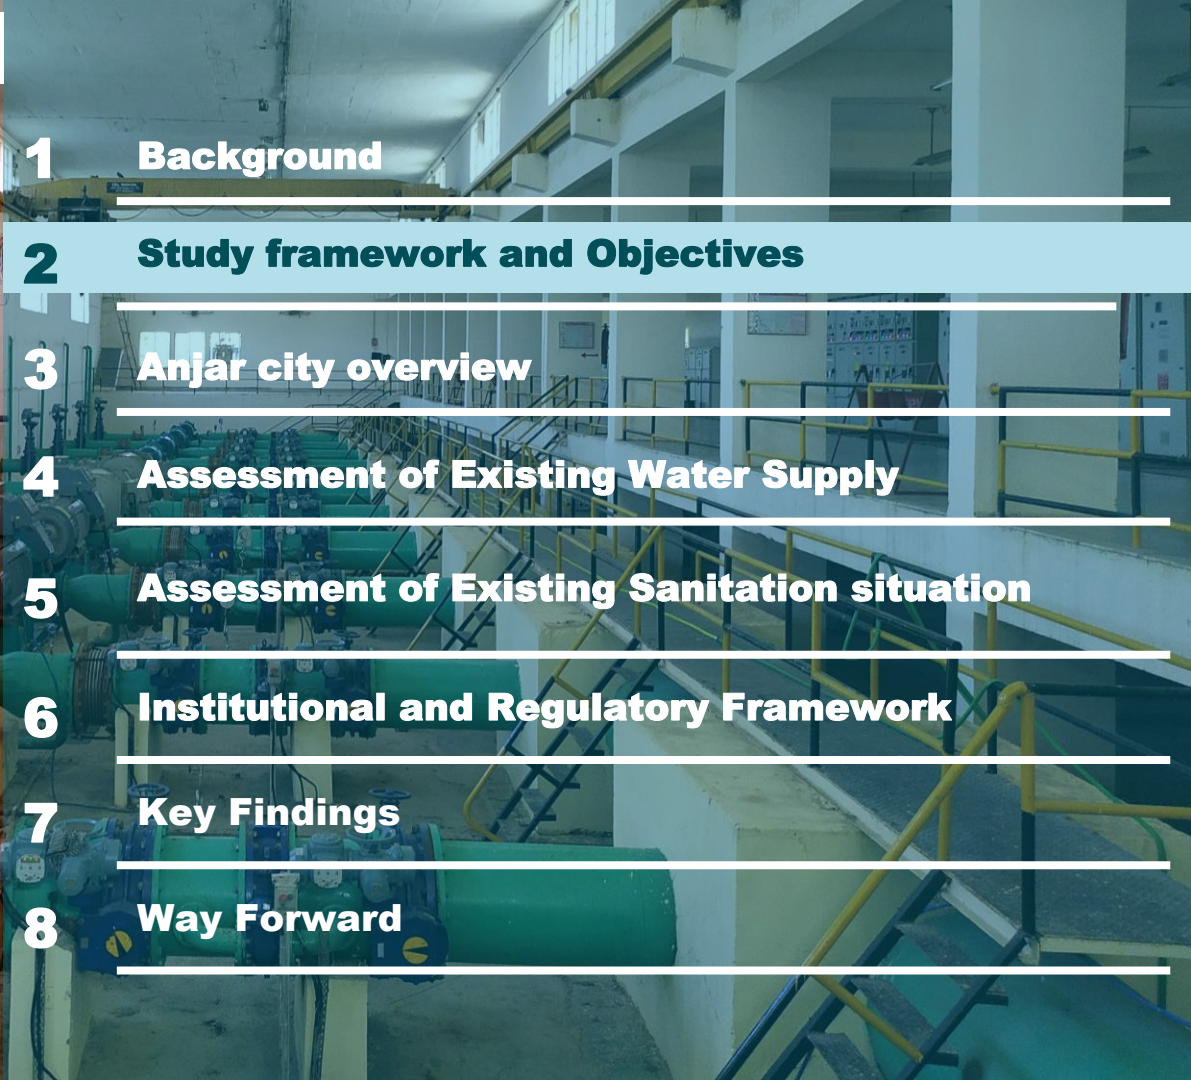 1 Background
2 Study framework and Objectives
3 Anjar city overview
4 Assessment of Existing Water Supply
5 Assessment of Existing Sanitation situation
6 Institutional and Regulatory Framework
7 Key Findings
8 Way Forward